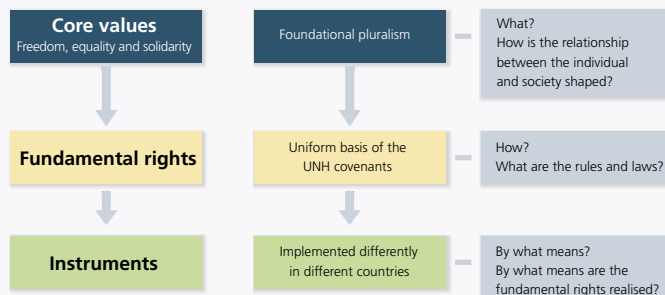 Core values
Freedom, equality and solidarity
Foundational pluralism
What?
How is the relationship
between the individual
and society shaped?
Fundamental rights
Uniform basis of the
UNH covenants
How?
What are the rules and laws?
Instruments
Implemented differently
in different countries
By what means?
By what means are the
fundamental rights realised?